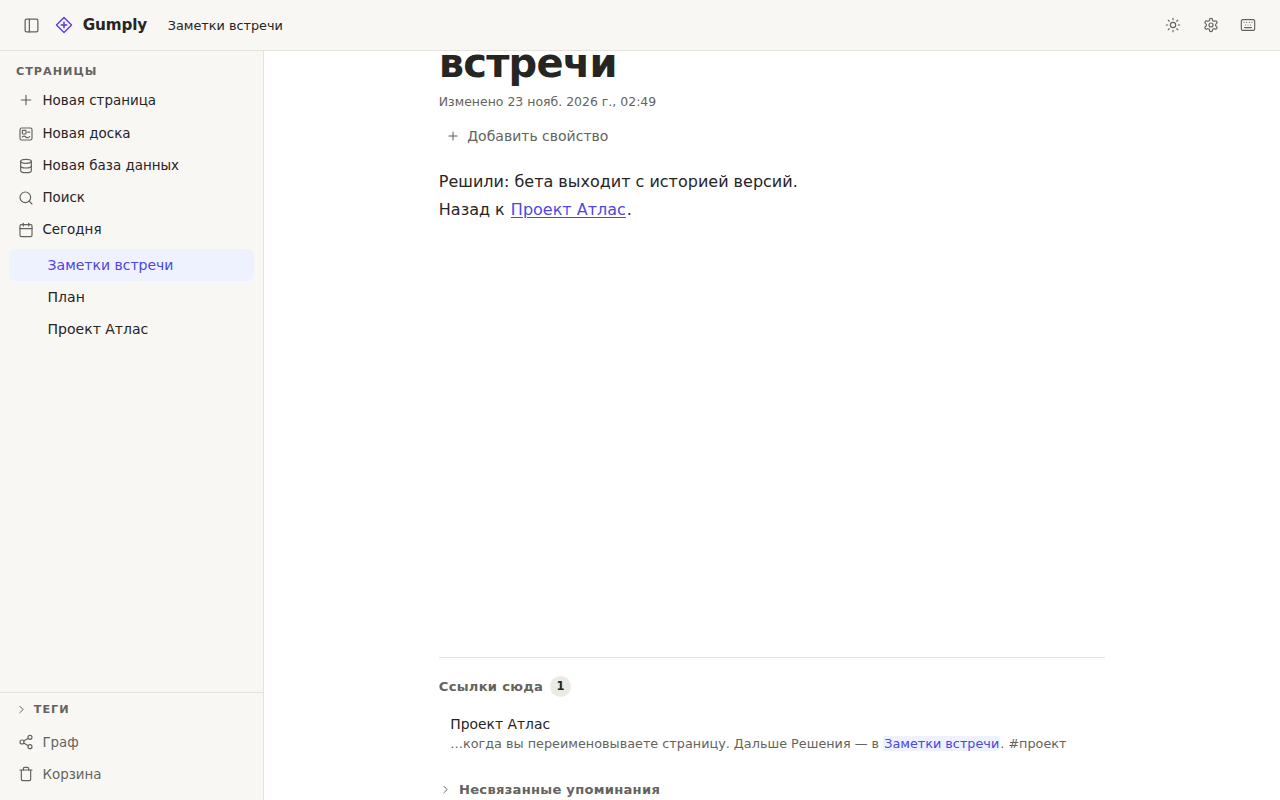 Gumply
Заметки встречи
СТРАНИЦЫ
Новая страница
Новая доска
Новая база данных
Поиск
Сегодня
Заметки встречи
План
Проект Атлас
ТЕГИ
Граф
Корзина
встречи
Изменено 23 нояб. 2026 г., 02:49
Добавить свойство
Решили: бета выходит с историей версий.
Назад к Проект Атлас.
Ссылки сюда 1
Проект Атлас
…когда вы переименовываете страницу. Дальше Решения — в Заметки встречи. #проект
Несвязанные упоминания